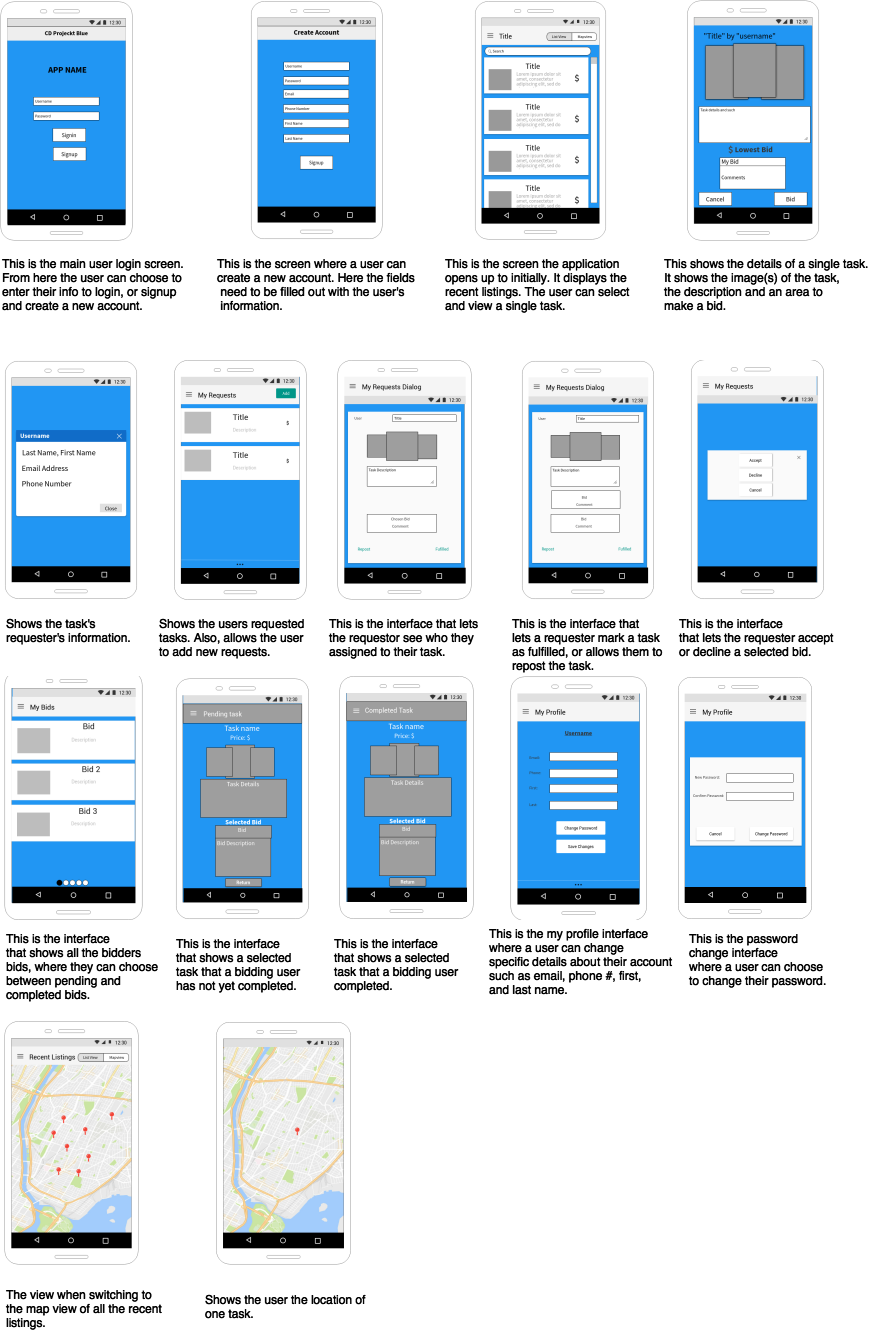 12:30
CD Projeckt Blue
APP NAME
Username
Password
Signin
Signup
This is the main user login screen.
From here the user can choose to
enter their info to login, or signup
and create a new account.
12:30
Create Account
Username
Password
Email
Phone Number
First Name
Last Name
Signup
This is the screen where a user can
create a new account. Here the fields
need to be filled out with the user's
information.
12:30
Title
List View Mapview
Search
Title
Lorem ipsum dolor sit
amet, consectetur
adipiscing elit, sed do
$
Title
Lorem ipsum dolor sit
amet, consectetur
adipiscing elit, sed do
$
Title
Lorem ipsum dolor sit
amet, consectetur
adipiscing elit, sed do
$
Title
Lorem ipsum dolor sit
amet, consectetur
adipiscing elit, sed do
$
This is the screen the application
opens up to initially. It displays the
recent listings. The user can select
and view a single task.
12:30
"Title" by "username"
Task details and such
$ Lowest Bid
My Bid
Comments
Cancel Bid
This shows the details of a single task.
It shows the image(s) of the task,
the description and an area to
make a bid.
12:30
Username
Last Name, First Name
Email Address
Phone Number
Close
Shows the task's
requester's information.
12:30
My Requests
Add
Title
Description
$
Title
Description
$
Shows the users requested
tasks. Also, allows the user
to add new requests.
My Requests Dialog
12:30
User Title
Task Description
Chosen Bid
Comment
Repost Fulfilled
This is the interface that lets
the requestor see who they
assigned to their task.
My Requests Dialog
12:30
User Title
Task Description
Bid
Comment
Bid
Comment
Repost Fulfilled
This is the interface that
lets a requester mark a task
as fulfilled, or allows them to
repost the task.
My Requests
12:30
Accept
Decline
Cancel
This is the interface
that lets the requester accept
or decline a selected bid.
12:30
My Bids
Bid
Description
Bid 2
Description
Bid 3
Description
This is the interface
that shows all the bidders
bids, where they can choose
between pending and
completed bids.
12:30
Pending task
Task name
Price: $
Task Details
Selected Bid
Bid
Bid Description
Return
This is the interface
that shows a selected
task that a bidding user
has not yet completed.
12:30
Completed Task
Task name
Price: $
Task Details
Selected Bid
Bid
Bid Description
Return
This is the interface
that shows a selected
task that a bidding user
completed.
12:30
My Profile
Username
Email:
Phone:
First:
Last:
Change Password
Save Changes
This is the my profile interface
where a user can change
specific details about their account
such as email, phone #, first,
and last name.
12:30
My Profile
New Password:
Confirm Password:
Cancel Change Password
This is the password
change interface
where a user can choose
to change their password.
12:30
Recent Listings
List View Mapview
The view when switching to
the map view of all the recent
listings.
12:30
Shows the user the location of
one task.